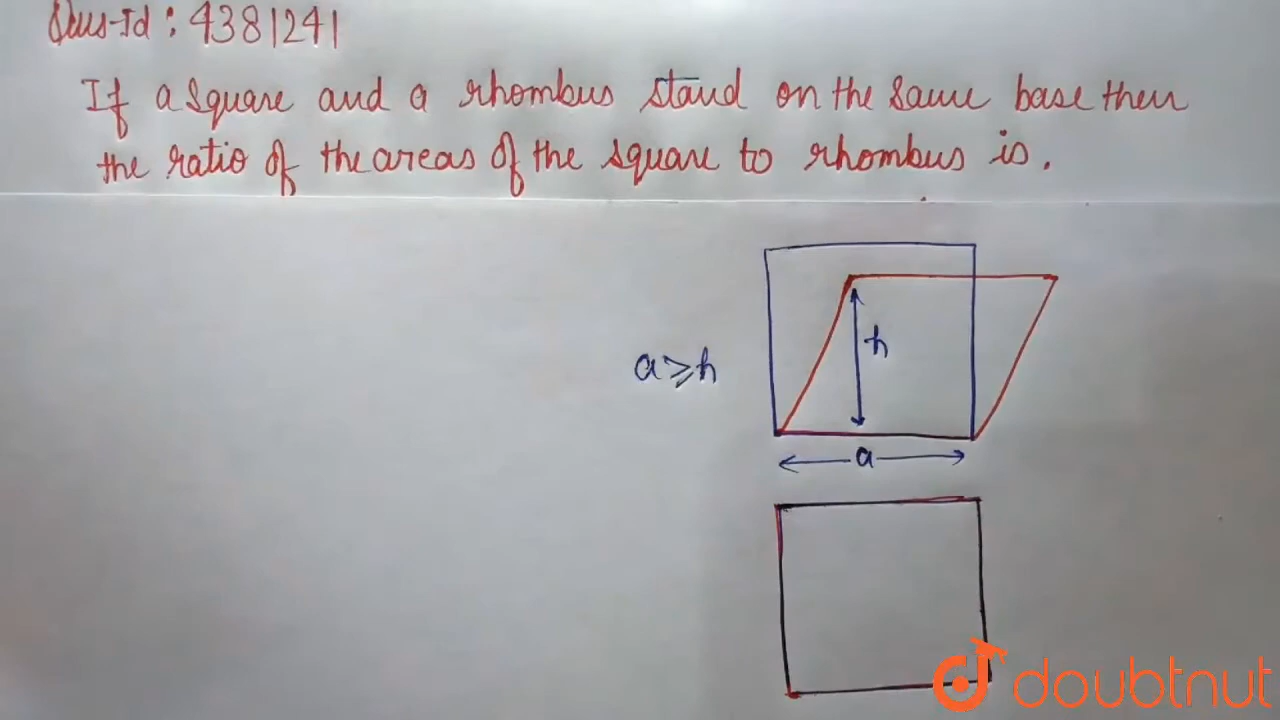 Qus-Id : 4381241
If a square and a rhombus stand on the same base then
the ratio of the areas of the square to rhombus is.
h
a ⩾ h
a
doubtnut